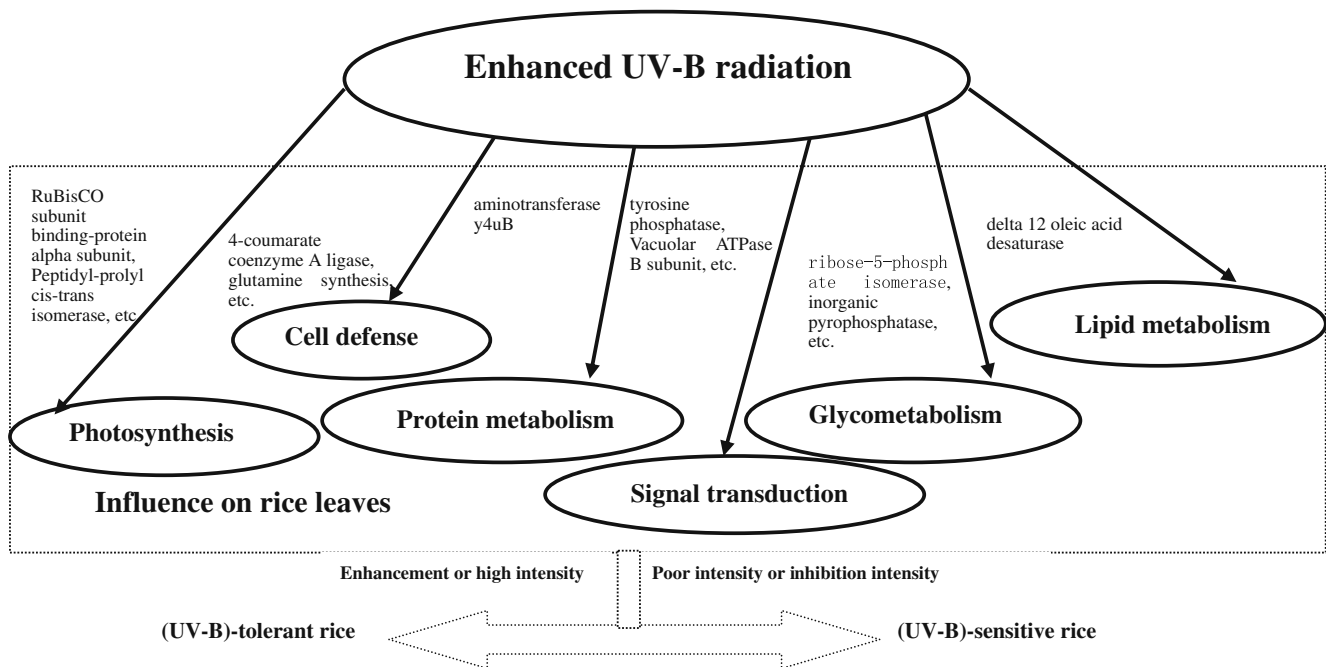 Enhanced UV-B radiation
RuBisCO
subunit
binding-protein
alpha subunit,
Peptidyl-prolyl
cis-trans
isomerase, etc
4-coumarate
coenzyme A ligase,
glutamine synthesis,
etc.
aminotransferase
y4uB
tyrosine
phosphatase,
Vacuolar ATPase
B subunit, etc.
ribose-5-phosph
ate isomerase,
inorganic
pyrophosphatase,
etc.
delta 12 oleic acid
desaturase
Cell defense
Lipid metabolism
Photosynthesis
Protein metabolism
Glycometabolism
Signal transduction
Influence on rice leaves
Enhancement or high intensity
Poor intensity or inhibition intensity
(UV-B)-tolerant rice
(UV-B)-sensitive rice